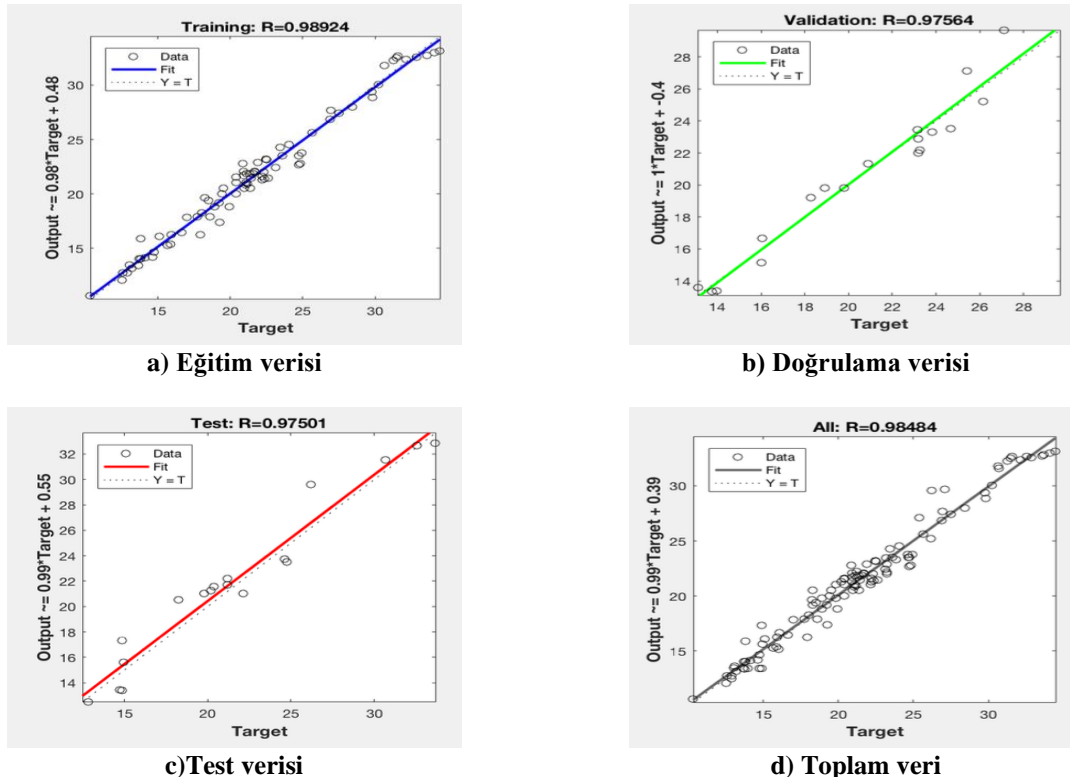 Training: R=0.98924
Output ~= 0.98*Target + 0.48
Data
Fit
Y = T
30
25
20
15
15
20
25
30
Target
a) Eğitim verisi
Validation: R=0.97564
Output ~= 1*Target + -0.4
Data
Fit
Y = T
28
26
24
22
20
18
16
14
14
16
18
20
22
24
26
28
Target
b) Doğrulama verisi
Test: R=0.97501
Output ~= 0.99*Target + 0.55
Data
Fit
Y = T
32
30
28
26
24
22
20
18
16
14
15
20
25
30
Target
c)Test verisi
All: R=0.98484
Output ~= 0.99*Target + 0.39
Data
Fit
Y = T
30
25
20
15
15
20
25
30
Target
d) Toplam veri